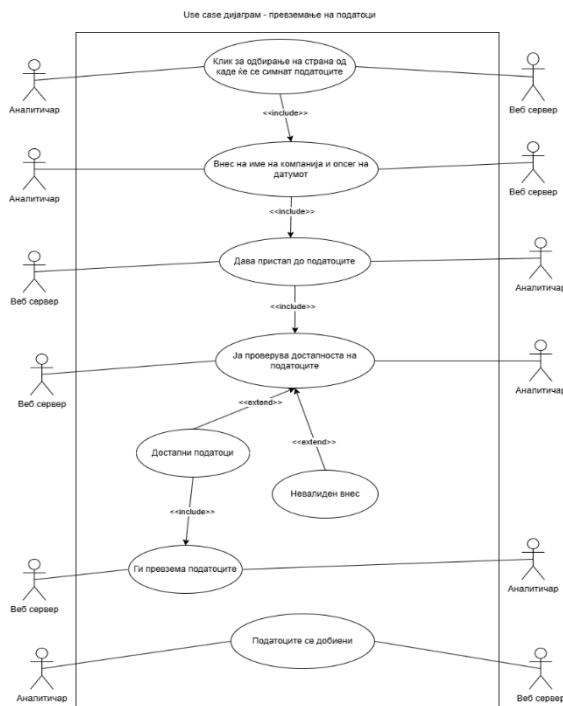 Use case дијаграм - превземање на податоци
Клик за одбирање на страна од
каде ќе се симнат податоците
Аналитичар
Веб сервер
<<include>>
Внес на име на компанија и опсег на
датумот
Аналитичар
Веб сервер
<<include>>
Дава пристап до податоците
Веб сервер
Аналитичар
<<include>>
Ја проверува достапноста на
податоците
Веб сервер
Аналитичар
<<extend>>
<<extend>>
Достапни податоци
Невалиден внес
<<include>>
Ги превзема податоците
Веб сервер
Аналитичар
Податоците се добиени
Аналитичар
Веб сервер